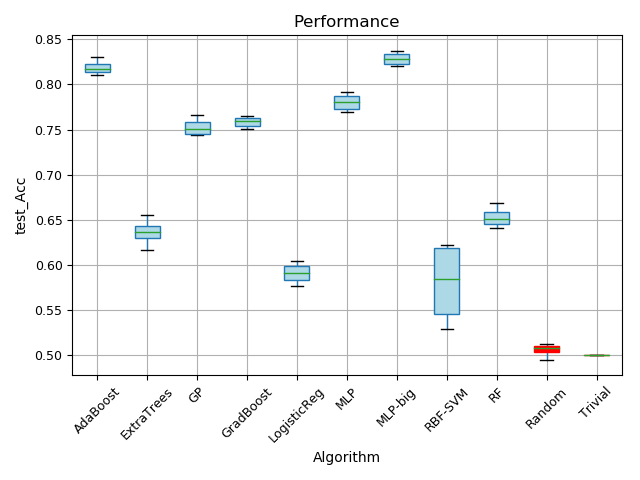 Performance
test_Acc
0.85
0.80
0.75
0.70
0.65
0.60
0.55
0.50
AdaBoost
ExtraTrees
GP
GradBoost
LogisticReg
MLP
MLP-big
RBF-SVM
RF
Random
Trivial
Algorithm